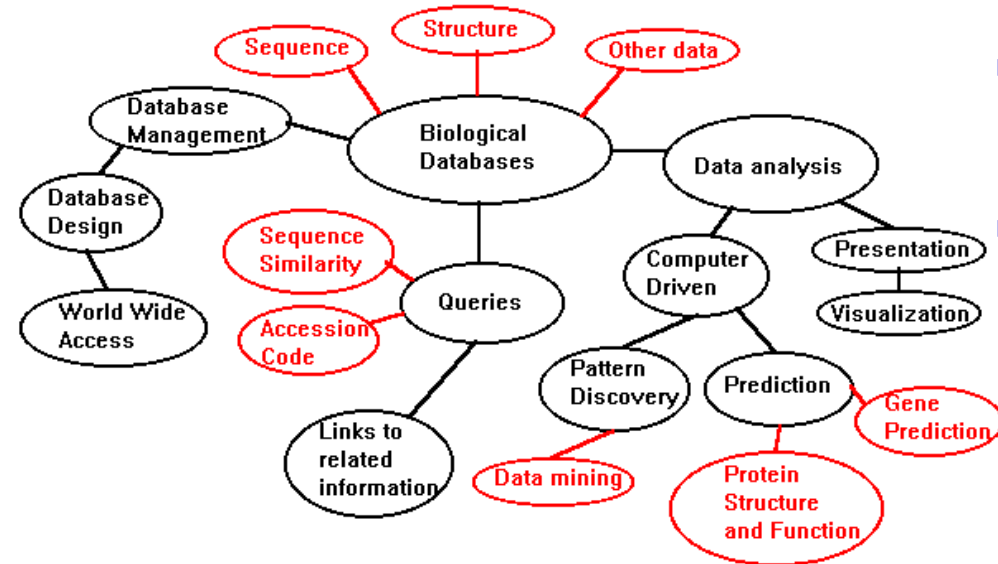 Sequence
Structure
Other data
Database
Management
Biological
Databases
Data analysis
Database
Design
Sequence
Similarity
Computer
Driven
Presentation
World Wide
Access
Accession
Code
Queries
Visualization
Pattern
Discovery
Prediction
Gene
Prediction
Links to
related
information
Data mining
Protein
Structure
and Function